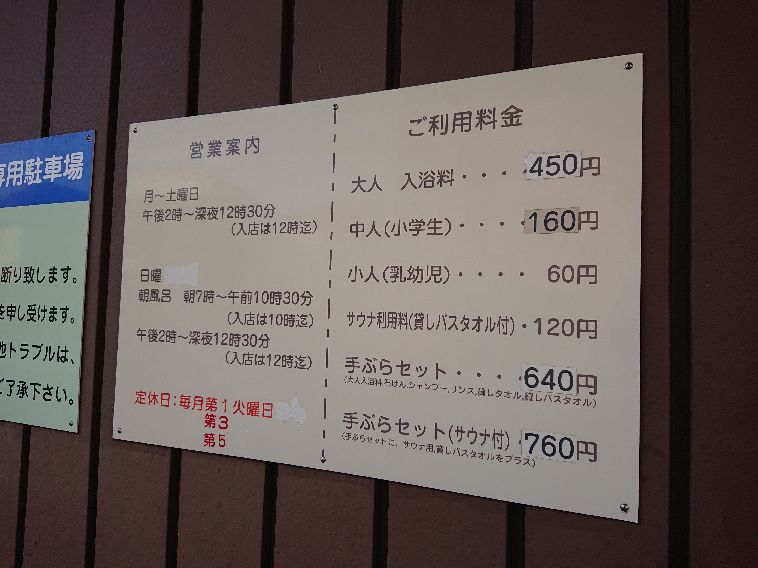 専用駐車場
断り致します。
を申し受けます。
他トラブルは、
ご了承下さい。
営業案内
月～土曜日
午後2時～深夜12時30分
(入店は12時迄)
日曜
朝風呂 朝7時～午前10時30分
(入店は10時迄)
午後2時～深夜12時30分
(入店は12時迄)
定休日:毎月第1火曜日
第3
第5
ご利用料金
大人 入浴料・・・・450円
中人(小学生)・・・・160円
小人(乳幼児)・・・・60円
サウナ利用料(貸しバスタオル付)・120円
手ぶらセット・・・・640円
(大人入浴料,石けん,シャンプー,リンス,貸しタオル,貸しバスタオル)
手ぶらセット(サウナ付)・760円
(手ぶらセットに、サウナ用,貸しバスタオルをプラス)